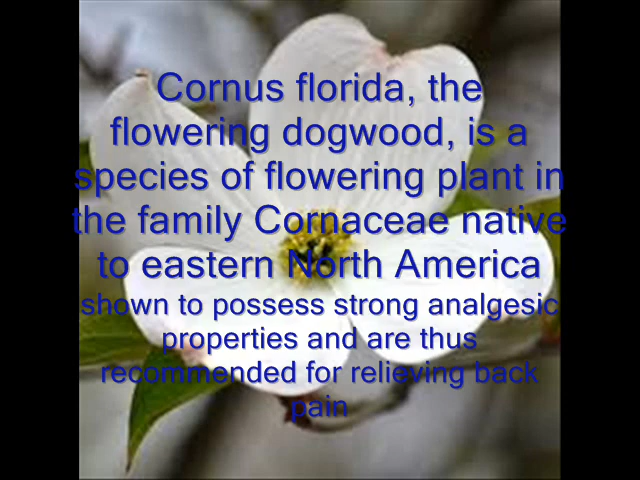 Cornus florida, the
flowering dogwood, is a
species of flowering plant in
the family Cornaceae native
to eastern North America
shown to possess strong analgesic
properties and are thus
recommended for relieving back
pain